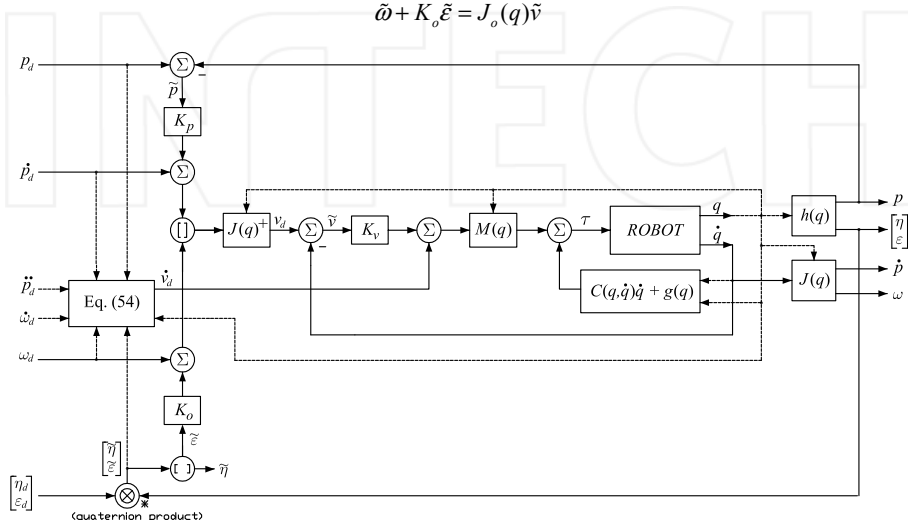 ω̃ + K_o ε̃ = J_o(q)ṽ
INTECH
p_d
Σ
−
p̃
K_p
ṗ_d
Σ
[ ]
J(q)⁺
v_d
Σ
−
ṽ
K_v
Σ
M(q)
Σ
τ
ROBOT
q
q̇
h(q)
p
[η
ε]
J(q)
ṗ
ω
C(q,q̇)q̇ + g(q)
p̈_d
ω̇_d
Eq. (54)
v̇_d
ω_d
Σ
K_o
ε̃
[η̃
ε̃]
[ ]
η̃
[η_d
ε_d]
⊗
*
(quaternion product)